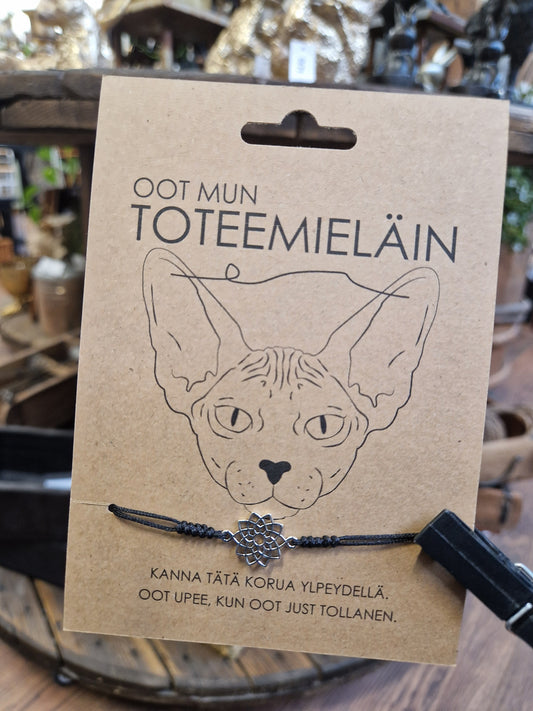 OOT MUN
TOTEEMIELÄIN
KANNA TÄTÄ KORUA YLPEYDELLÄ.
OOT UPEE, KUN OOT JUST TOLLANEN.